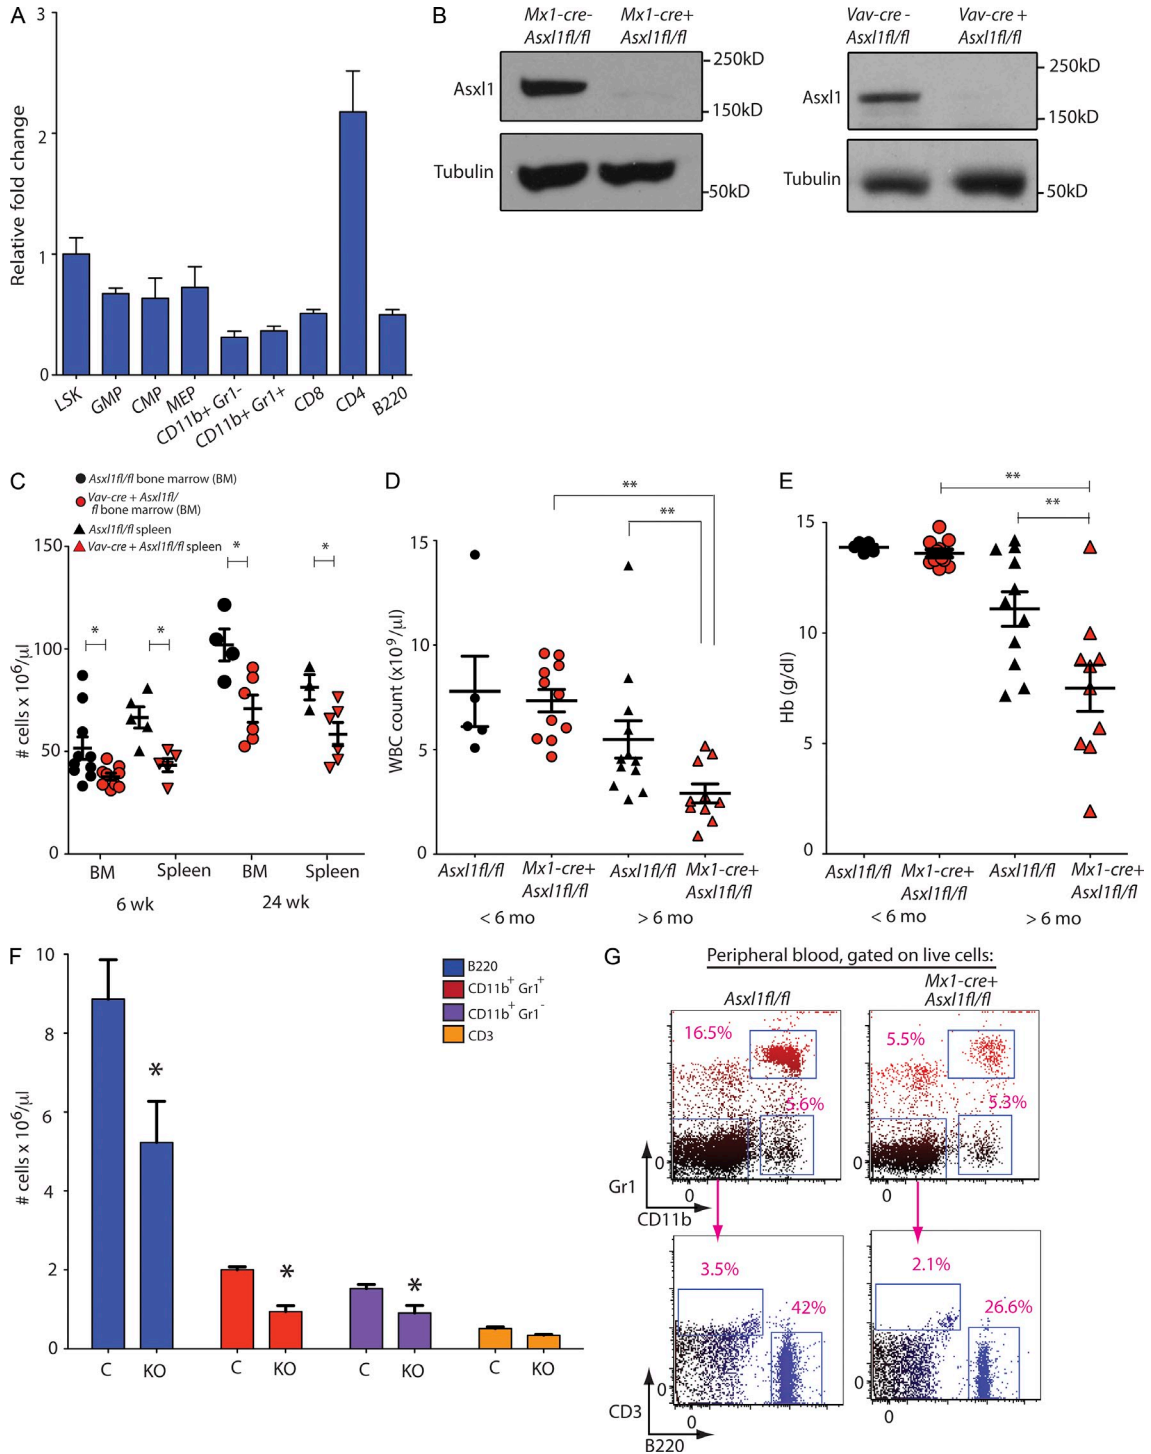 A
3
2
1
0
Relative fold change
LSK
GMP
CMP
MEP
CD11b+ Gr1-
CD11b+ Gr1+
CD8
CD4
B220
B
Mx1-cre- Mx1-cre+
Asxl1fl/fl Asxl1fl/fl
Asxl1
250kD
150kD
Tubulin
50kD
Vav-cre - Vav-cre +
Asxl1fl/fl Asxl1fl/fl
Asxl1
250kD
150kD
Tubulin
50kD
C
Asxl1fl/fl bone marrow (BM)
Vav-cre + Asxl1fl/
fl bone marrow (BM)
Asxl1fl/fl spleen
Vav-cre + Asxl1fl/fl spleen
150
100
50
0
# cells x 10⁶/µl
* * * *
BM Spleen BM Spleen
6 wk 24 wk
D
**
**
15
10
5
0
WBC count (x10⁹/µl)
Asxl1fl/fl Mx1-cre+ Asxl1fl/fl Mx1-cre+
Asxl1fl/fl Asxl1fl/fl
< 6 mo > 6 mo
E
**
**
15
10
5
0
Hb (g/dl)
Asxl1fl/fl Mx1-cre+ Asxl1fl/fl Mx1-cre+
Asxl1fl/fl Asxl1fl/fl
< 6 mo > 6 mo
F
10
8
6
4
2
0
# cells x 10⁶/µl
B220
CD11b⁺ Gr1⁺
CD11b⁺ Gr1⁻
CD3
* * *
C KO C KO C KO C KO
G
Peripheral blood, gated on live cells:
Asxl1fl/fl
Mx1-cre+
Asxl1fl/fl
16.5%
5.6%
5.5%
5.3%
0
0
0
0
Gr1
CD11b
3.5%
42%
2.1%
26.6%
0
0
0
0
CD3
B220